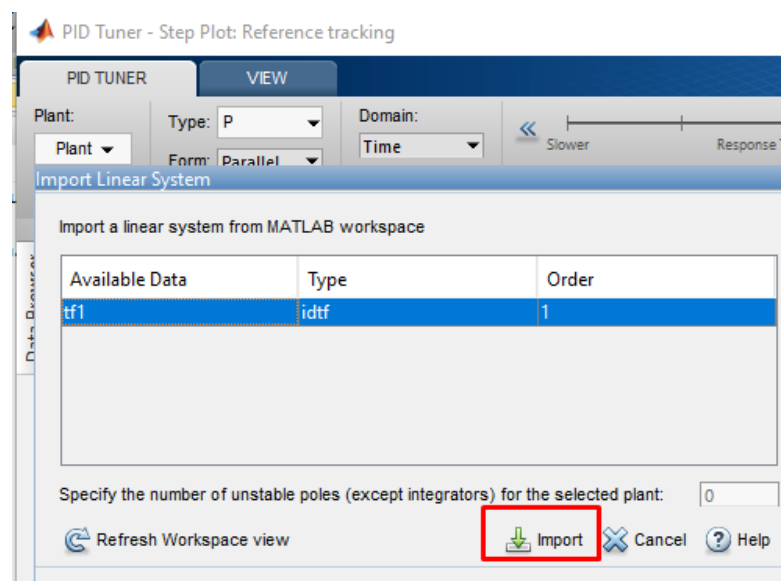 PID Tuner - Step Plot: Reference tracking
PID TUNER VIEW
Plant: Type: P Domain:
Plant Form: Parallel Time Slower Response
Import Linear System
Import a linear system from MATLAB workspace
Available Data Type Order
tf1 idtf 1
Data Browser
Specify the number of unstable poles (except integrators) for the selected plant: 0
Refresh Workspace view Import Cancel Help